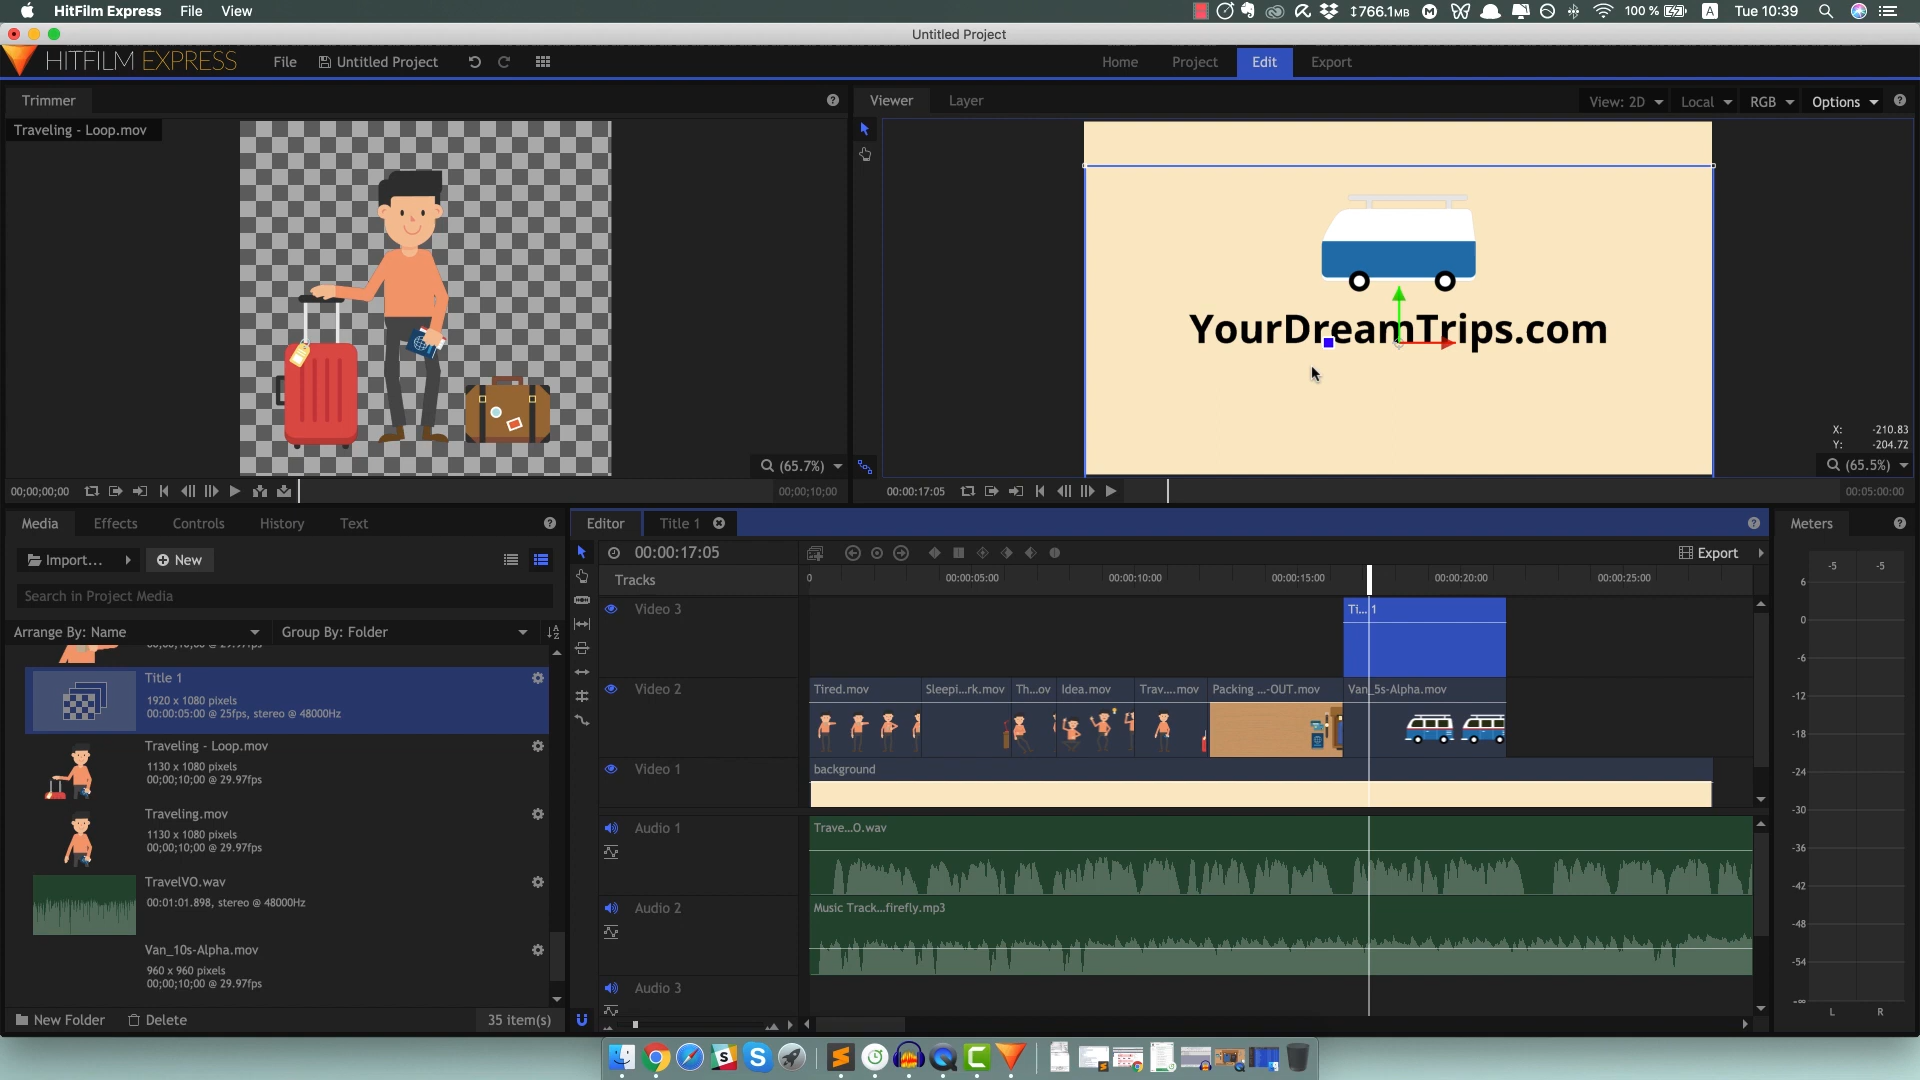 HitFilm Express File View
766.1MB 100 % A Tue 10:39
Untitled Project
HITFILM EXPRESS File Untitled Project Home Project Edit Export
Trimmer
Traveling - Loop.mov
(65.7%)
00;00;00;00 00;00;10;00
Viewer Layer View: 2D Local RGB Options
YourDreamTrips.com
X: -210.83
Y: -204.72
(65.5%)
00:00:17:05 00:05:00:00
Media Effects Controls History Text
Import... New
Search in Project Media
Arrange By: Name Group By: Folder
Title 1
1920 x 1080 pixels
00:00:05:00 @ 25fps, stereo @ 48000Hz
Traveling - Loop.mov
1130 x 1080 pixels
00;00;10;00 @ 29.97fps
Traveling.mov
1130 x 1080 pixels
00;00;10;00 @ 29.97fps
TravelVO.wav
00:01:01.898, stereo @ 48000Hz
Van_10s-Alpha.mov
960 x 960 pixels
00;00;10;00 @ 29.97fps
New Folder Delete 35 item(s)
Editor Title 1
00:00:17:05 Export
Tracks 0 00:00:05:00 00:00:10:00 00:00:15:00 00:00:20:00 00:00:25:00
Video 3 Ti...1
Video 2 Tired.mov Sleepi...rk.mov Th...ov Idea.mov Trav....mov Packing ...-OUT.mov Van_5s-Alpha.mov
Video 1 background
Audio 1 Trave...O.wav
Audio 2 Music Track...firefly.mp3
Audio 3
Meters
-5 -5
6
0
-6
-12
-18
-24
-30
-36
-42
-48
-54
-∞
L R